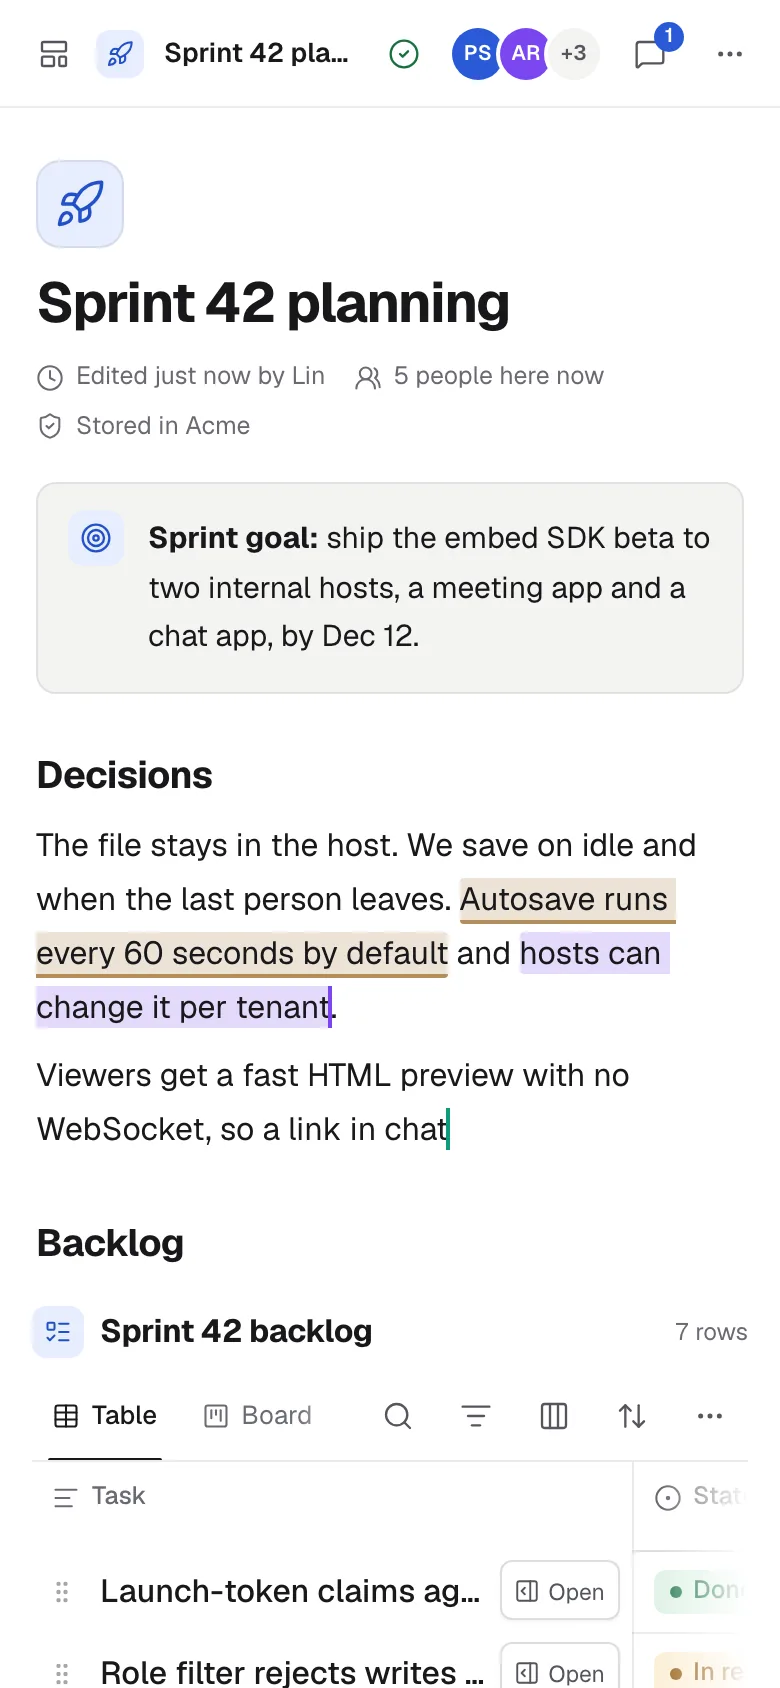 Sprint 42 pla...
PS AR +3
1
Sprint 42 planning
Edited just now by Lin
5 people here now
Stored in Acme
Sprint goal: ship the embed SDK beta to
two internal hosts, a meeting app and a
chat app, by Dec 12.
Decisions
The file stays in the host. We save on idle and
when the last person leaves. Autosave runs
every 60 seconds by default and hosts can
change it per tenant.
Viewers get a fast HTML preview with no
WebSocket, so a link in chat
Backlog
Sprint 42 backlog
7 rows
Table
Board
Task
Stat
Launch-token claims ag...
Open
Don
Role filter rejects writes ...
Open
In re